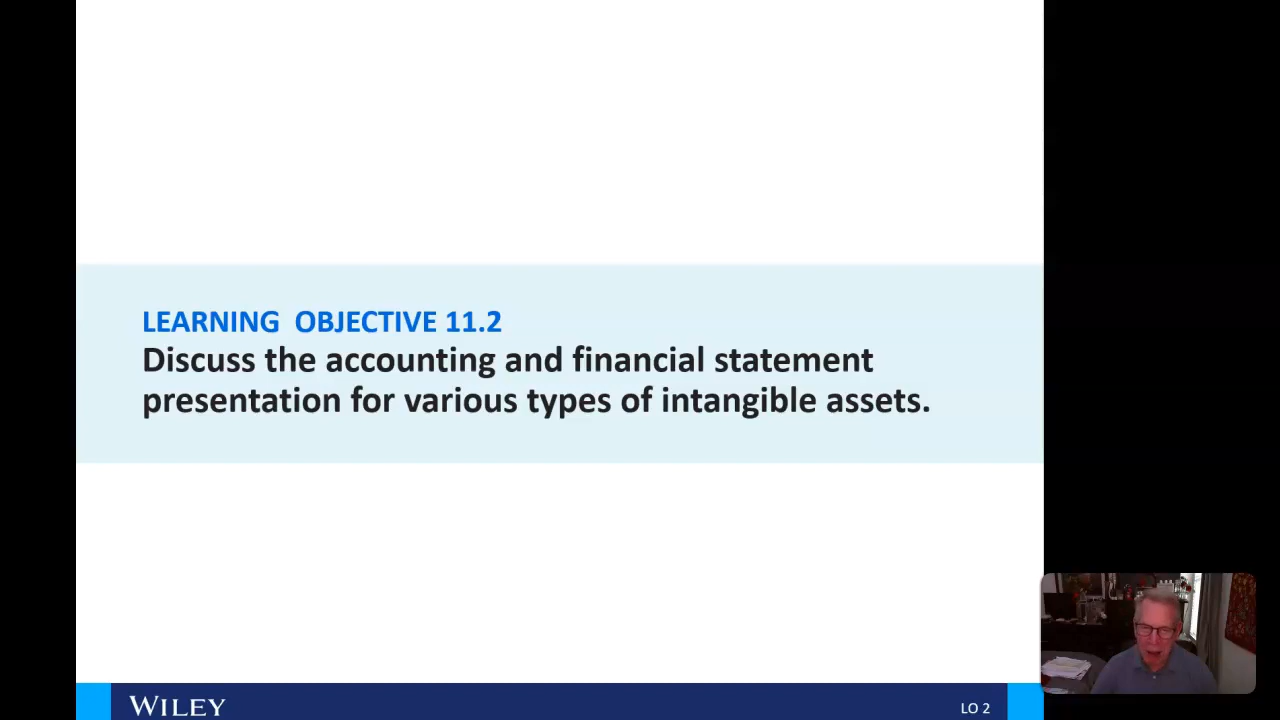 LEARNING OBJECTIVE 11.2
Discuss the accounting and financial statement
presentation for various types of intangible assets.
WILEY
LO 2